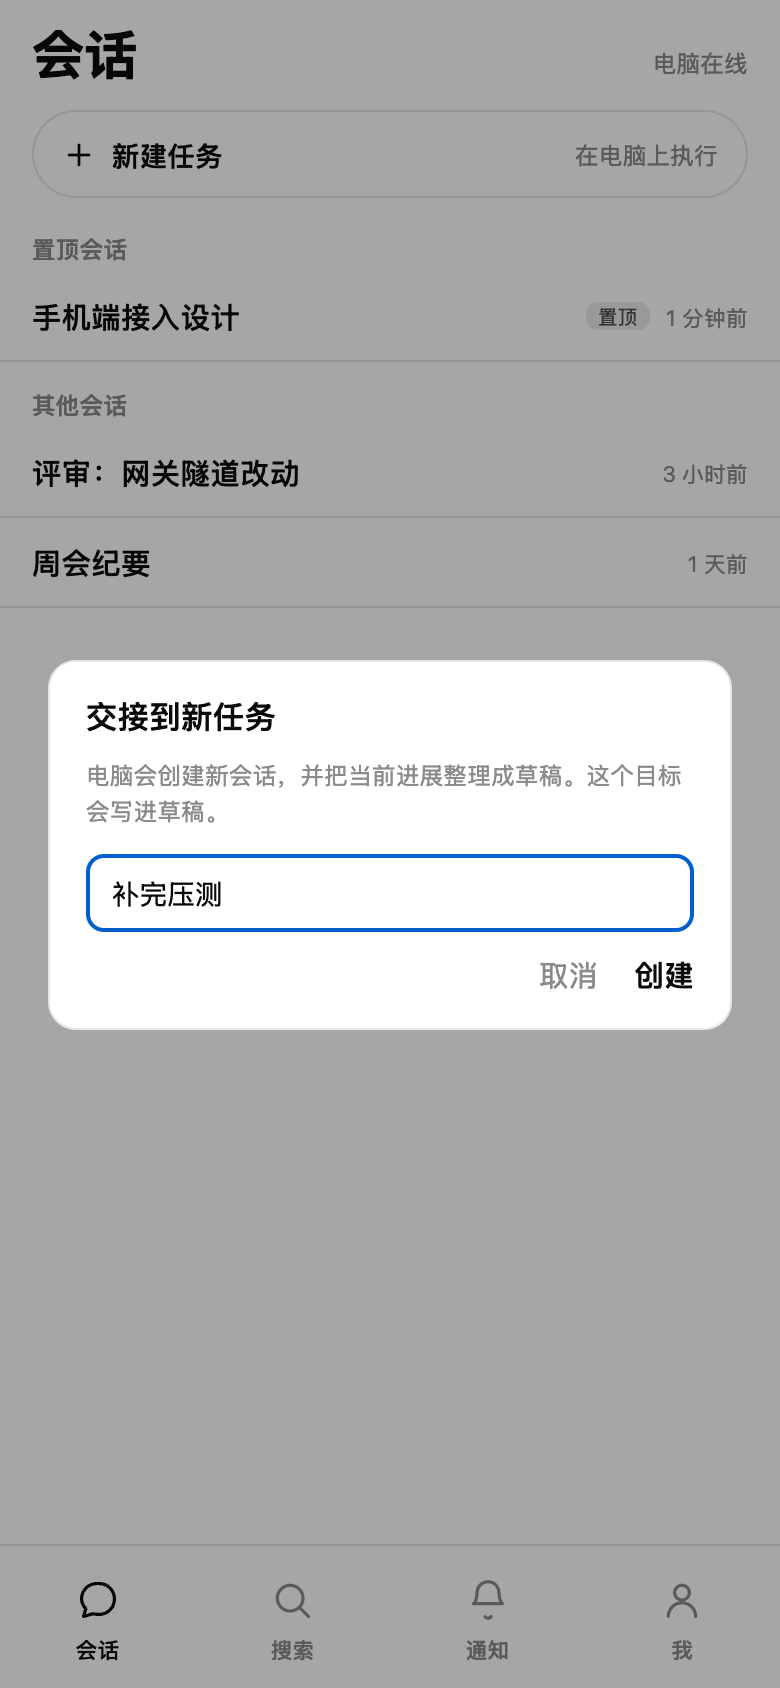 会话
电脑在线
新建任务
在电脑上执行
置顶会话
手机端接入设计
置顶
1 分钟前
其他会话
评审：网关隧道改动
3 小时前
周会纪要
1 天前
交接到新任务
电脑会创建新会话，并把当前进展整理成草稿。这个目标
会写进草稿。
补完压测
取消
创建
会话
搜索
通知
我